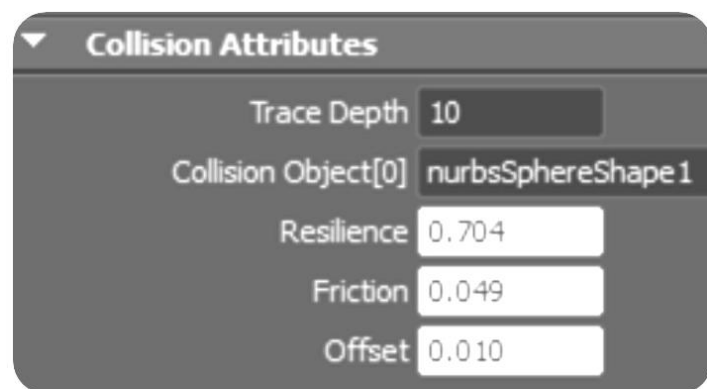 Collision Attributes
Trace Depth 10
Collision Object[0] nurbsSphereShape1
Resilience 0.704
Friction 0.049
Offset 0.010